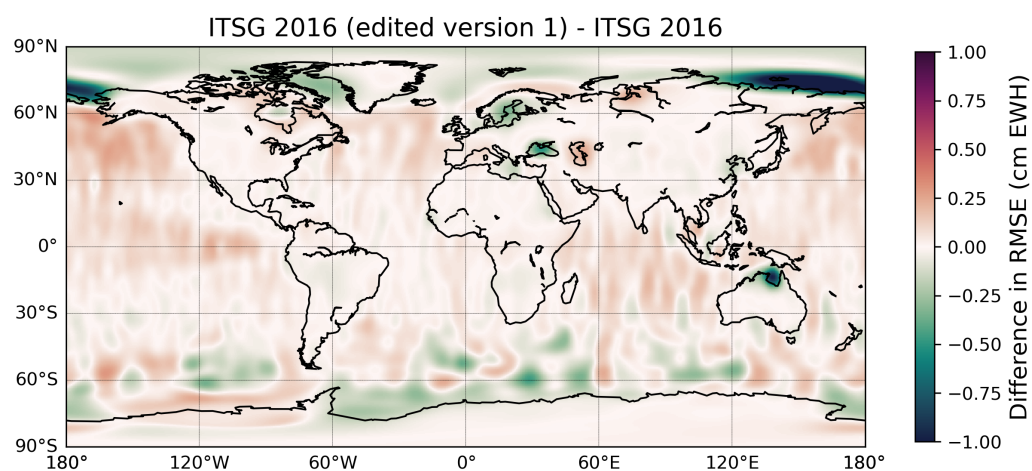 ITSG 2016 (edited version 1) - ITSG 2016
90°N
60°N
30°N
0°
30°S
60°S
90°S
180° 120°W 60°W 0° 60°E 120°E 180°
1.00
0.75
0.50
0.25
0.00
−0.25
−0.50
−0.75
−1.00
Difference in RMSE (cm EWH)